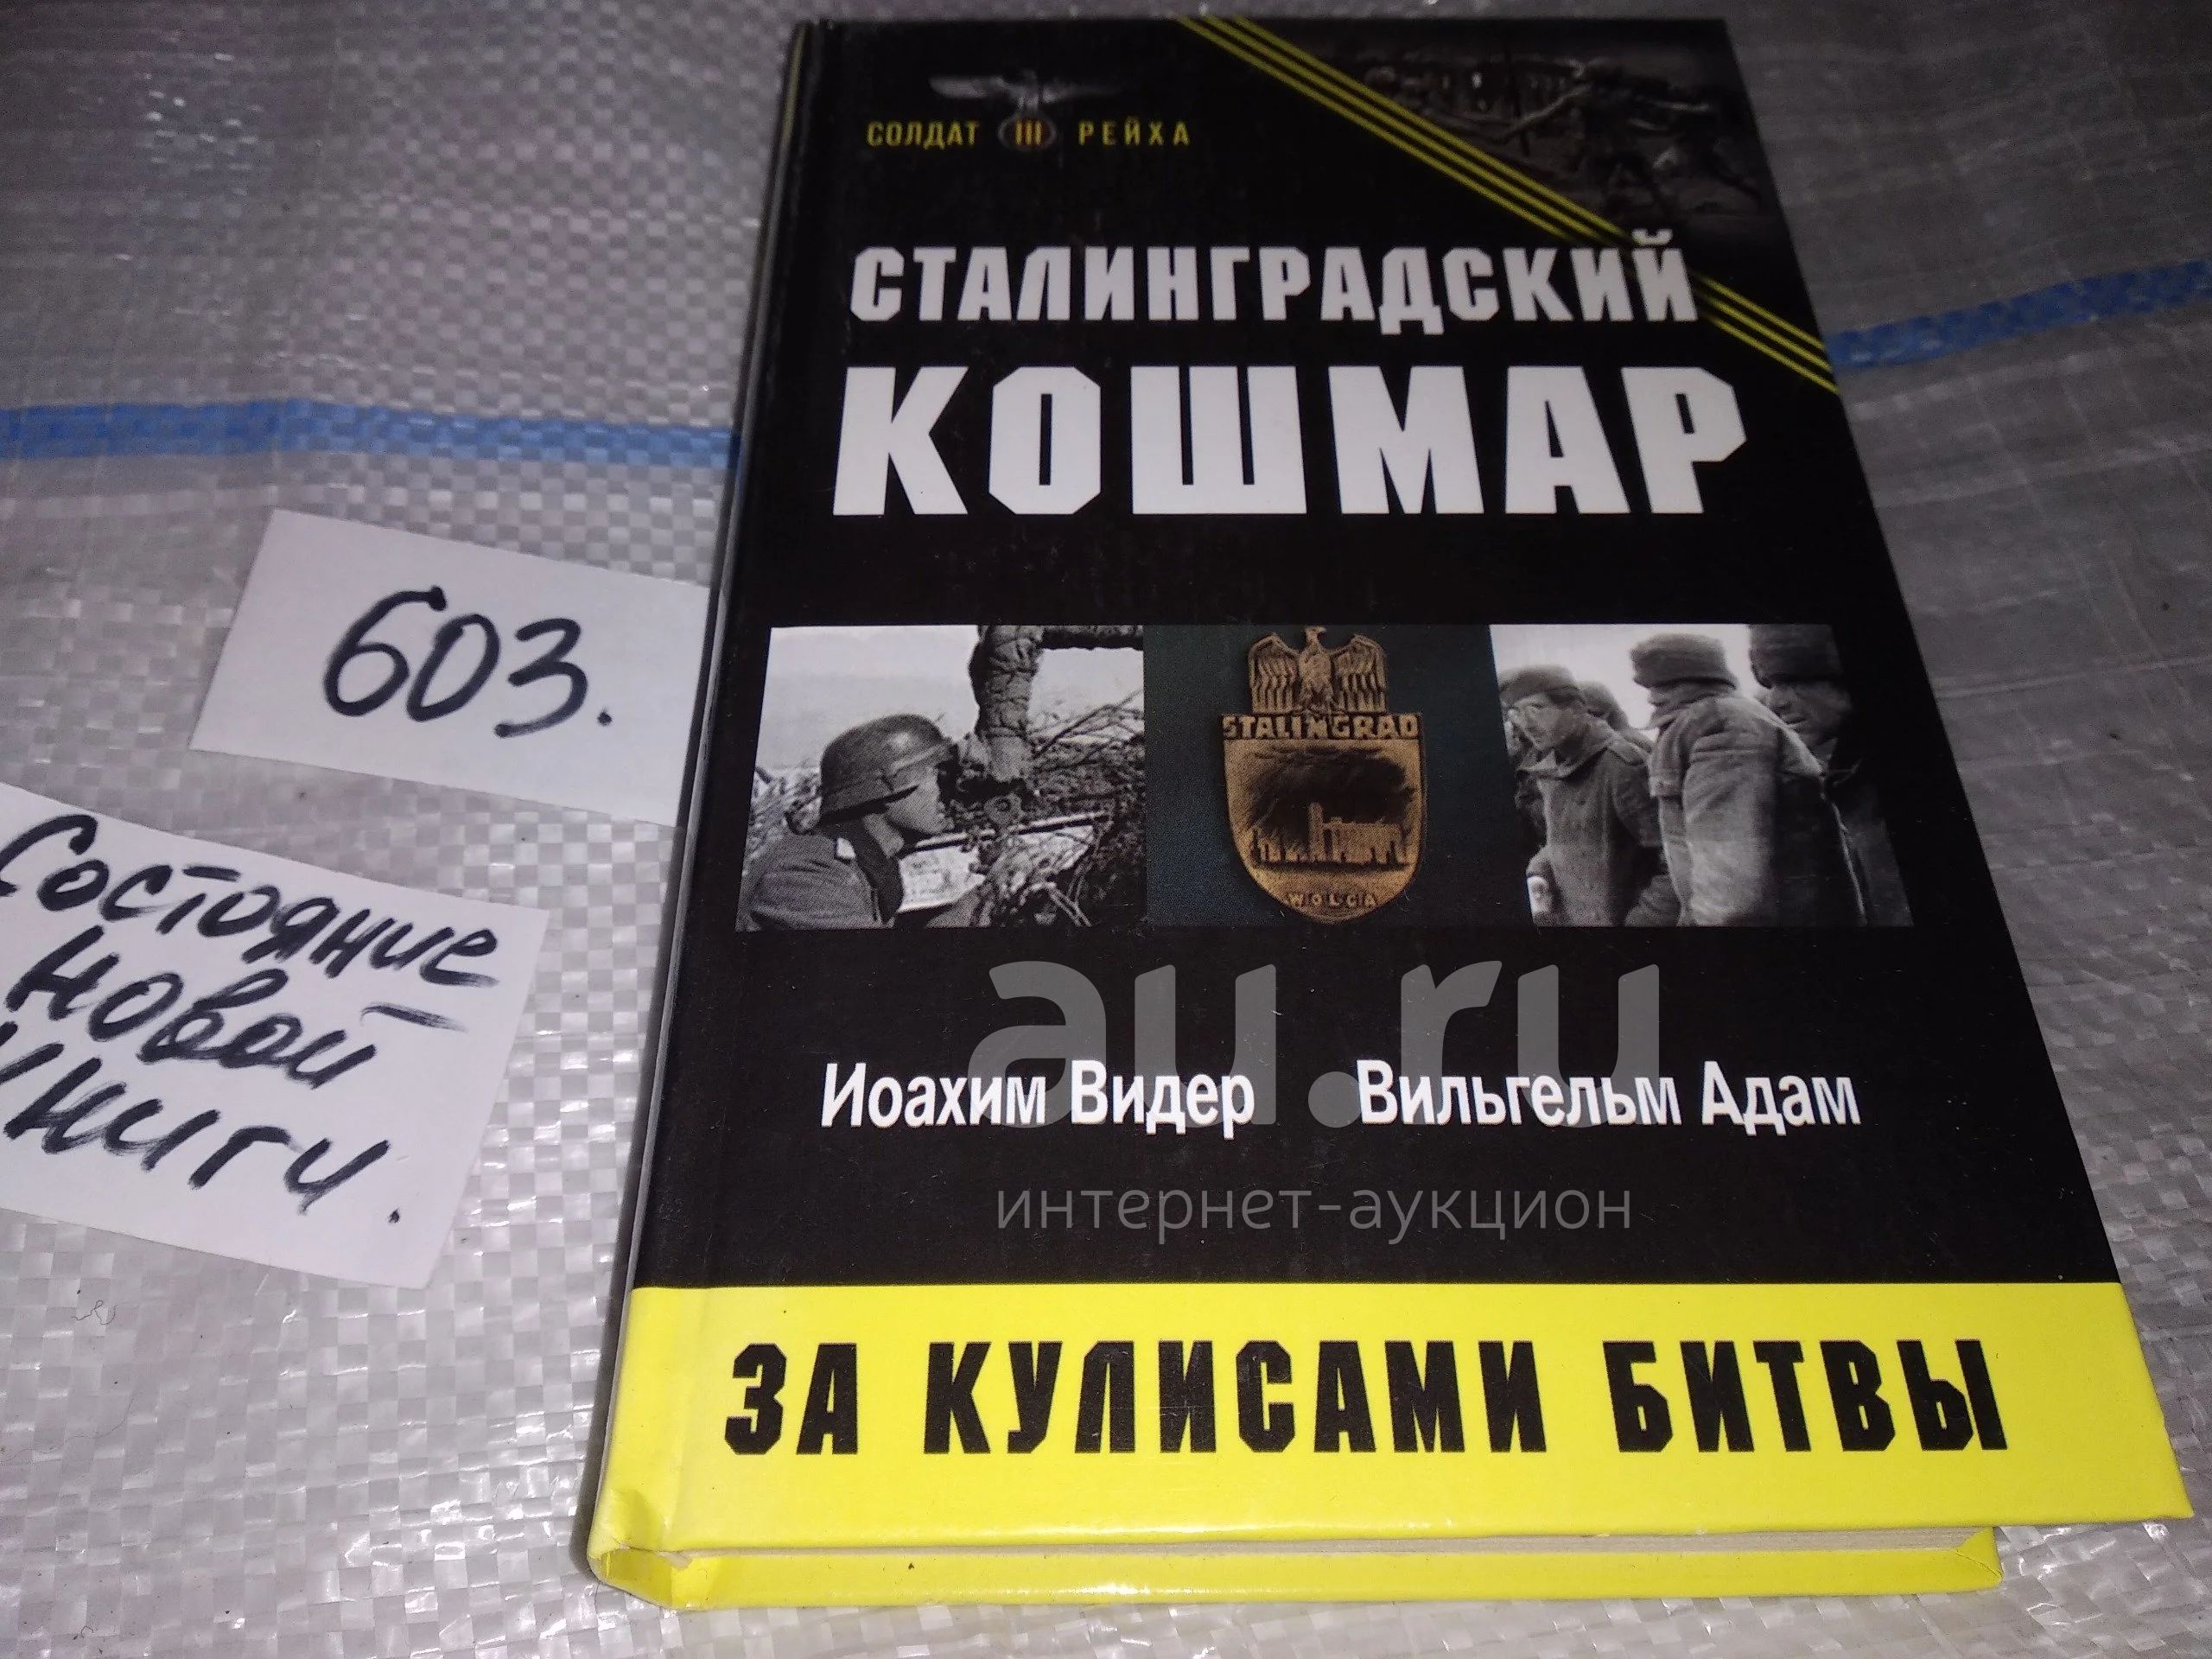 СОЛДАТ III РЕЙХА
СТАЛИНГРАДСКИЙ
КОШМАР
603.
STALINGRAD
WOLGA
Состояние
новой
книги.
au.ru
Иоахим Видер Вильгельм Адам
интернет-аукцион
ЗА КУЛИСАМИ БИТВЫ